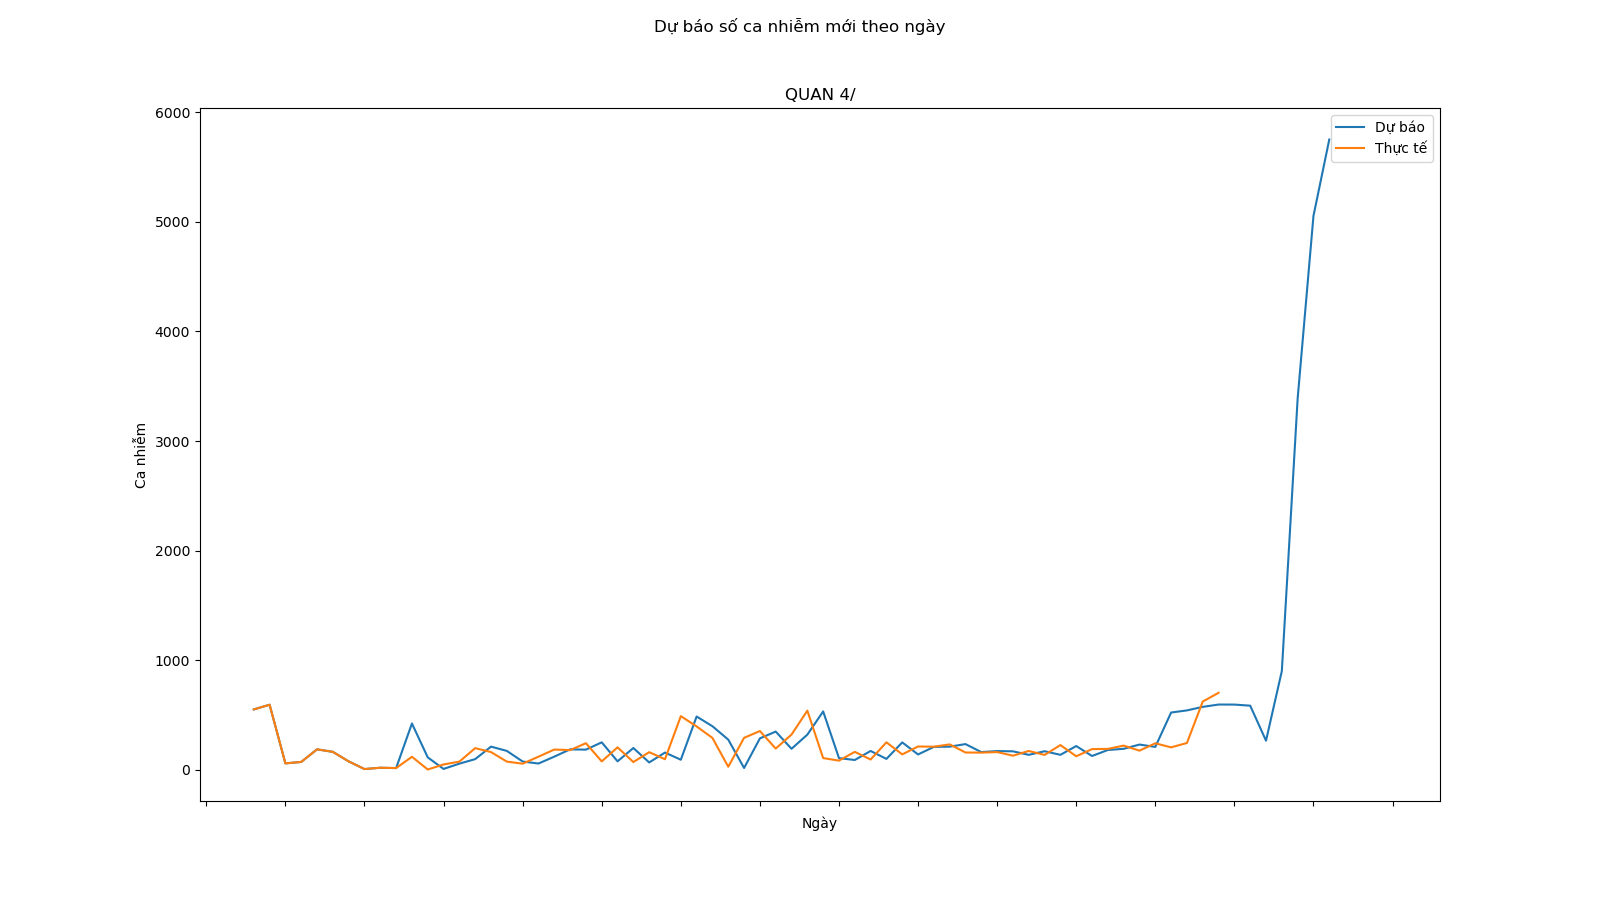 Dự báo số ca nhiễm mới theo ngày
QUAN 4/
6000
5000
4000
3000
2000
1000
0
Ca nhiễm
Dự báo
Thực tế
Ngày